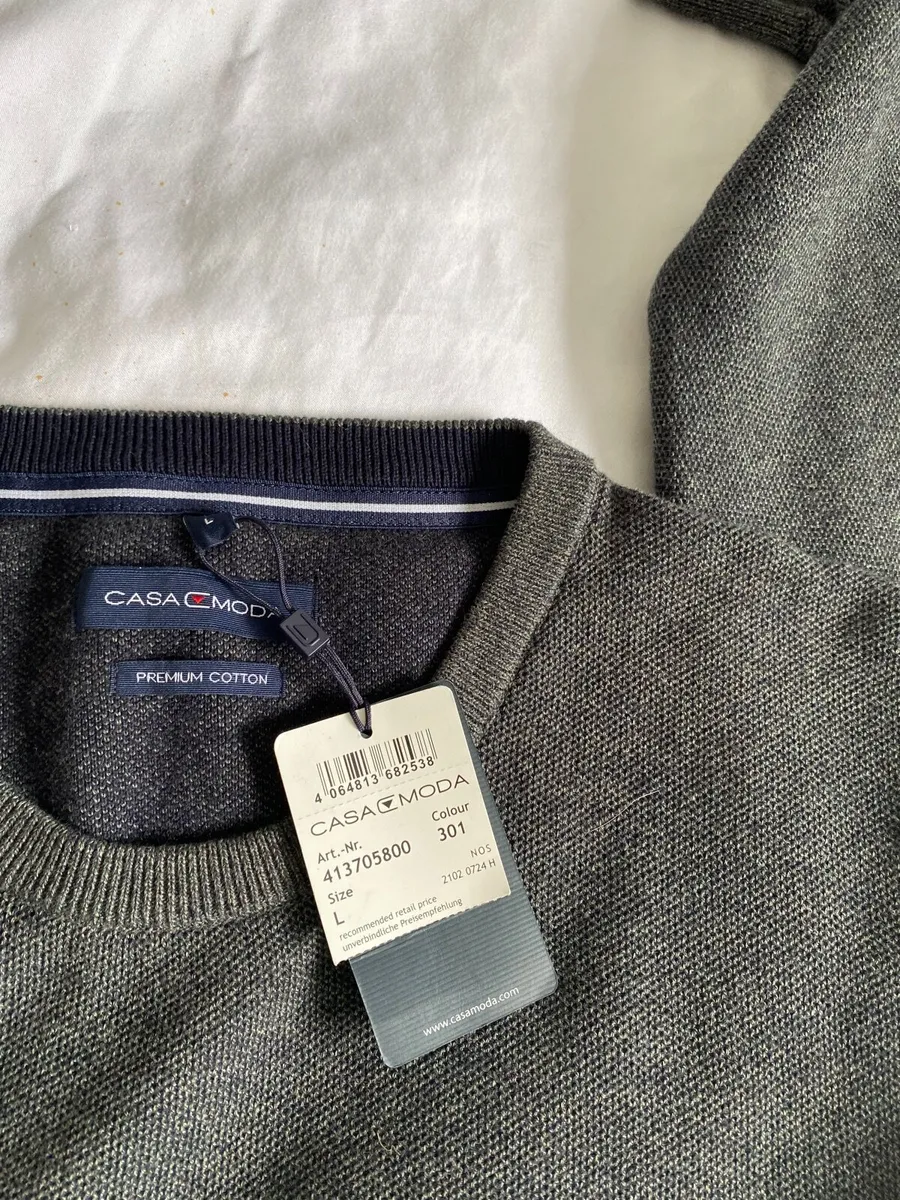 L
CASA MODA
PREMIUM COTTON
4 064813 682538
CASA MODA
Art.-Nr. Colour
413705800 301
Size NOS
L 2102 0724 H
recommended retail price
unverbindliche Preisempfehlung
www.casamoda.com